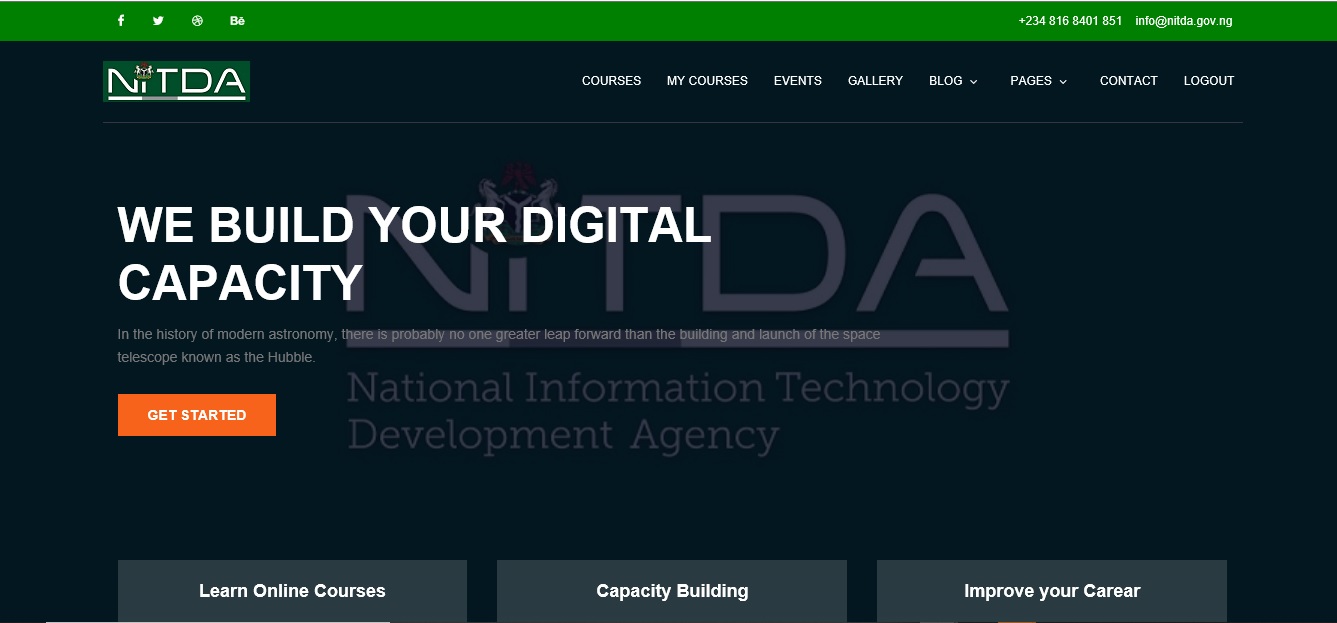 +234 816 8401 851 info@nitda.gov.ng
NiTDA COURSES MY COURSES EVENTS GALLERY BLOG PAGES CONTACT LOGOUT
NiTDA
WE BUILD YOUR DIGITAL
CAPACITY
In the history of modern astronomy, there is probably no one greater leap forward than the building and launch of the space
telescope known as the Hubble.
National Information Technology
Development Agency
GET STARTED
Learn Online Courses Capacity Building Improve your Carear